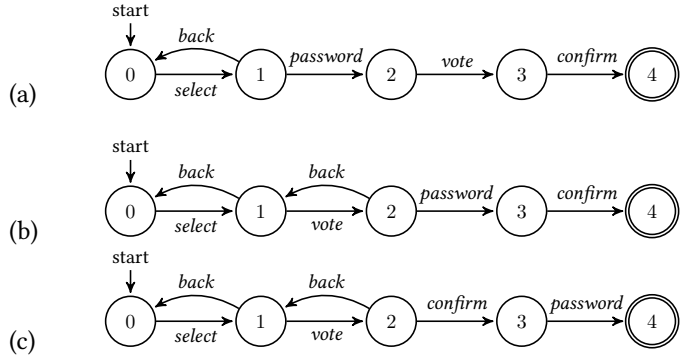 start
back
0 1 password 2 vote 3 confirm 4
select
(a)
start
back back
0 1 2 password 3 confirm 4
select vote
(b)
start
back back
0 1 2 confirm 3 password 4
select vote
(c)